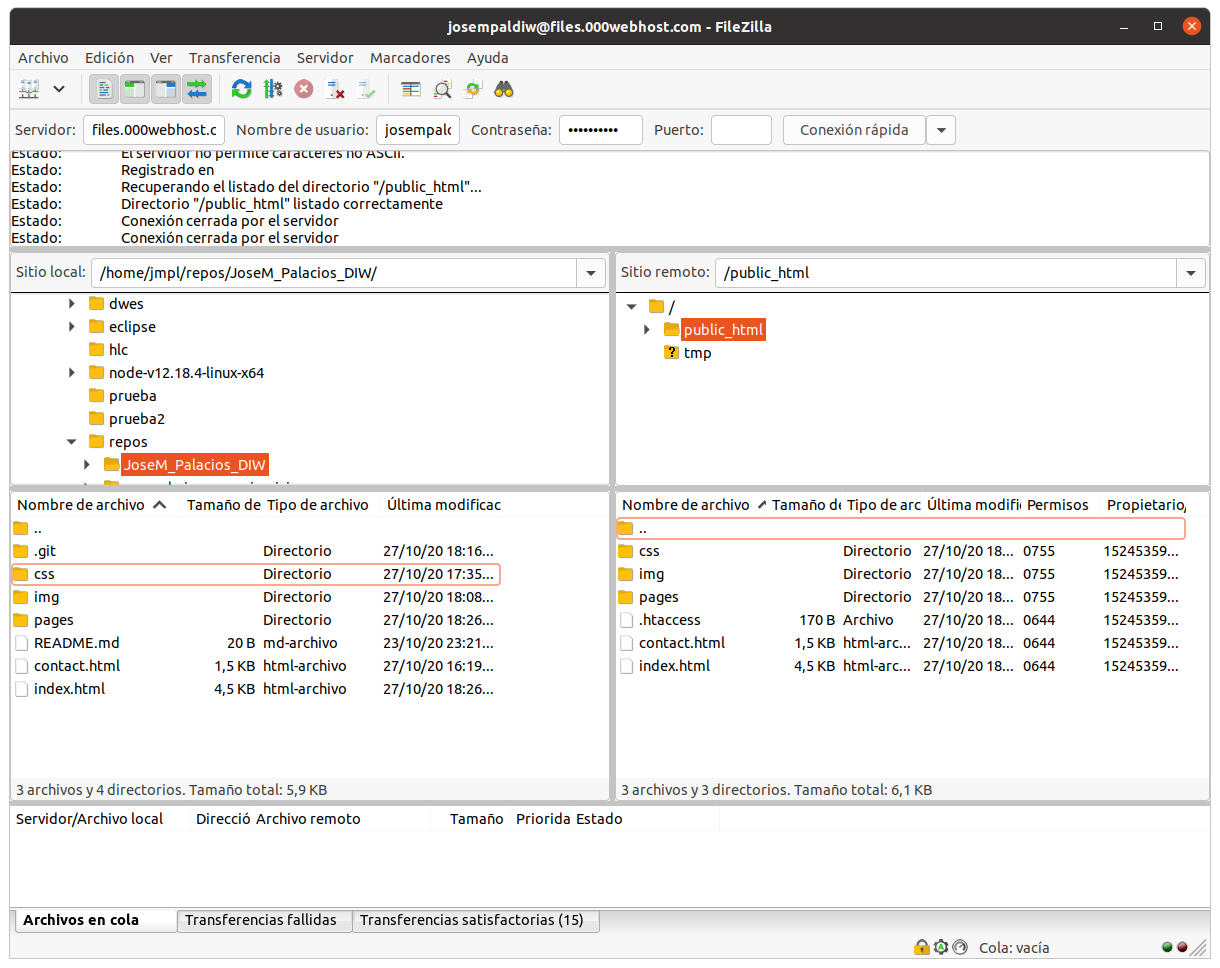 josempaldiw@files.000webhost.com - FileZilla
Archivo Edición Ver Transferencia Servidor Marcadores Ayuda
Servidor: files.000webhost.c Nombre de usuario: josempalc Contraseña: •••••••••• Puerto: Conexión rápida
Estado: El servidor no permite caracteres no ASCII.
Estado: Registrado en
Estado: Recuperando el listado del directorio "/public_html"...
Estado: Directorio "/public_html" listado correctamente
Estado: Conexión cerrada por el servidor
Estado: Conexión cerrada por el servidor
Sitio local: /home/jmpl/repos/JoseM_Palacios_DIW/
dwes
eclipse
hlc
node-v12.18.4-linux-x64
prueba
prueba2
repos
JoseM_Palacios_DIW
Sitio remoto: /public_html
/
public_html
? tmp
Nombre de archivo Tamaño de Tipo de archivo Última modificac
..
.git Directorio 27/10/20 18:16...
css Directorio 27/10/20 17:35...
img Directorio 27/10/20 18:08...
pages Directorio 27/10/20 18:26...
README.md 20 B md-archivo 23/10/20 23:21...
contact.html 1,5 KB html-archivo 27/10/20 16:19...
index.html 4,5 KB html-archivo 27/10/20 18:26...
3 archivos y 4 directorios. Tamaño total: 5,9 KB
Nombre de archivo Tamaño de Tipo de arc Última modifi Permisos Propietario/
..
css Directorio 27/10/20 18... 0755 15245359...
img Directorio 27/10/20 18... 0755 15245359...
pages Directorio 27/10/20 18... 0755 15245359...
.htaccess 170 B Archivo 27/10/20 18... 0644 15245359...
contact.html 1,5 KB html-arc... 27/10/20 18... 0644 15245359...
index.html 4,5 KB html-arc... 27/10/20 18... 0644 15245359...
3 archivos y 3 directorios. Tamaño total: 6,1 KB
Servidor/Archivo local Direcció Archivo remoto Tamaño Priorida Estado
Archivos en cola Transferencias fallidas Transferencias satisfactorias (15)
Cola: vacía